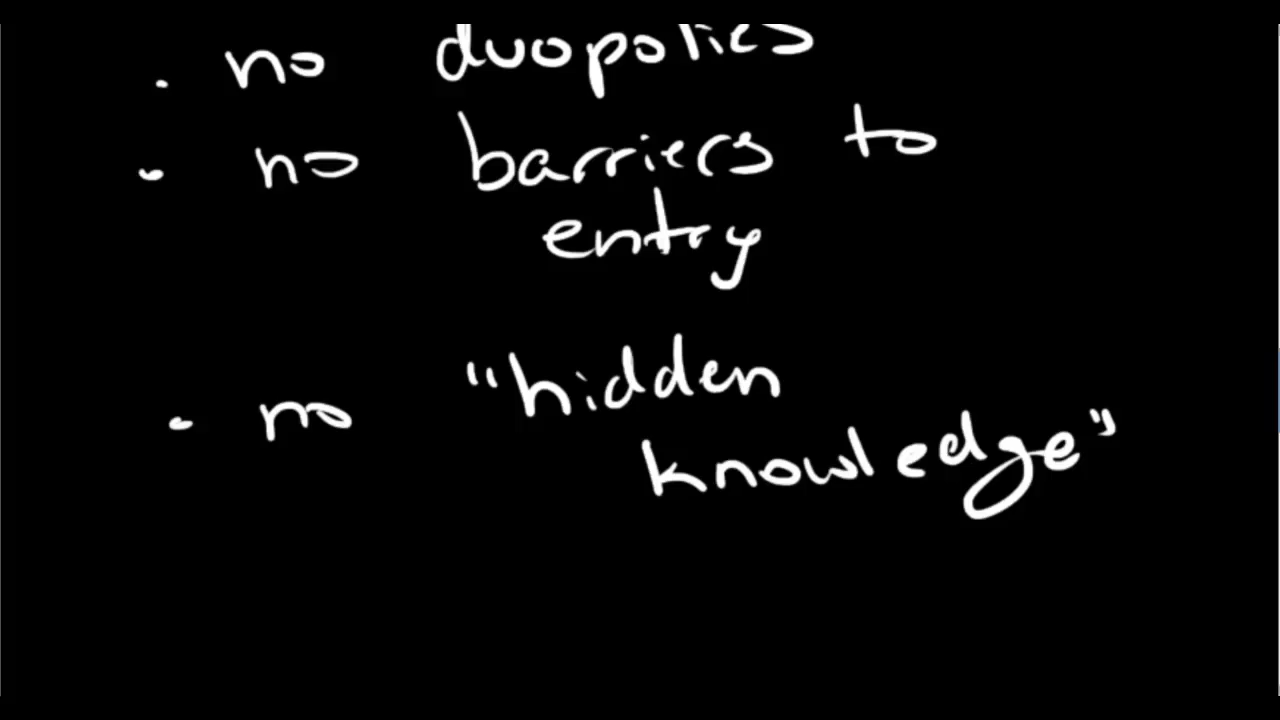 · no duopolies
· no barriers to
entry
· no "hidden
knowledge"